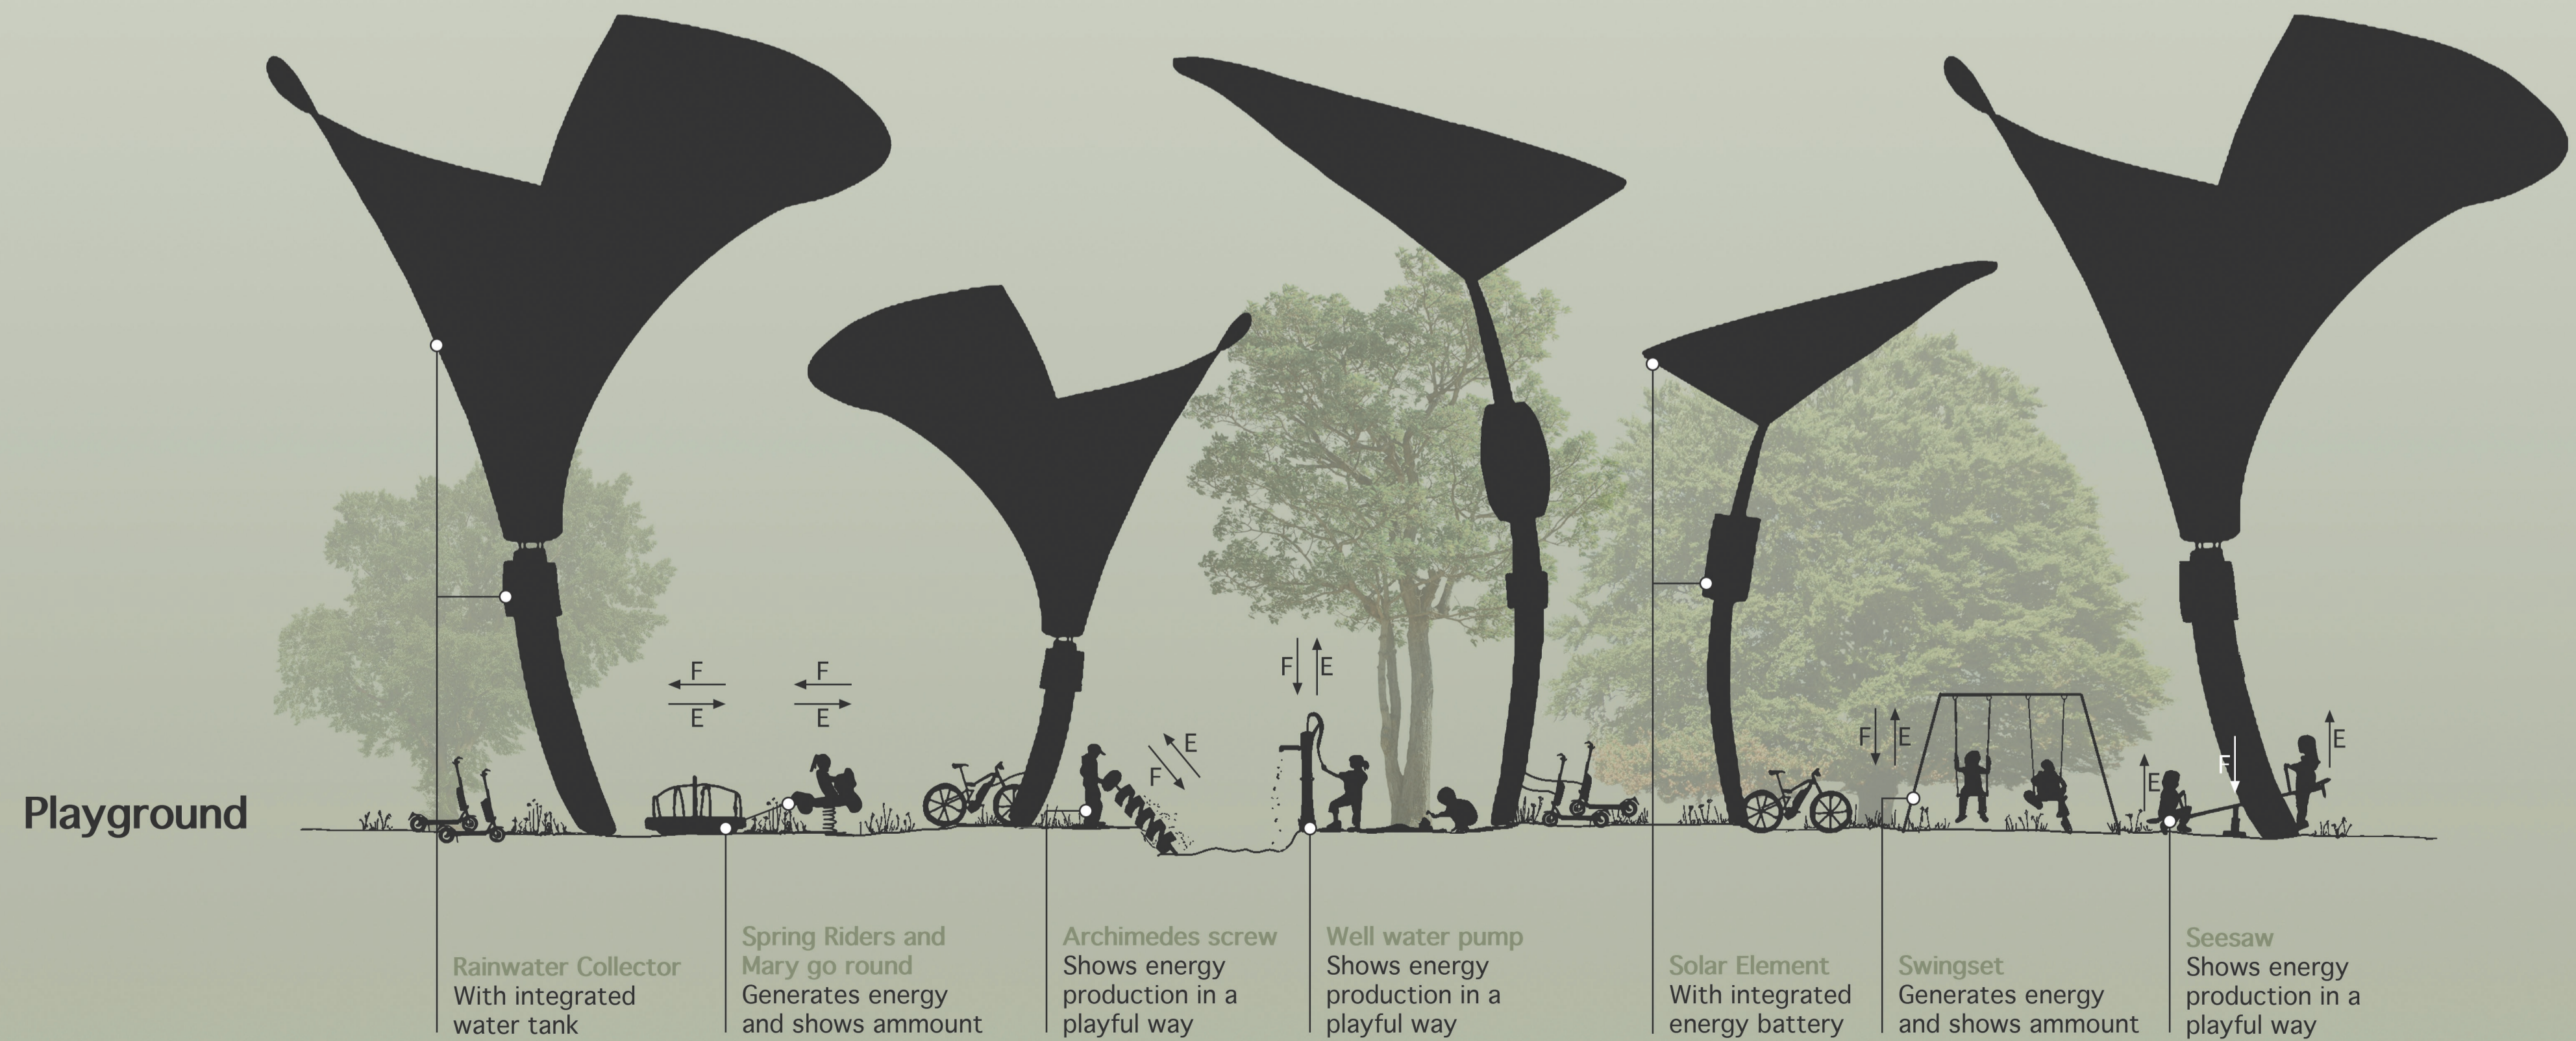 F
E
F
E
E
F
F
E
F
E
E
F
E
Playground
Rainwater Collector
With integrated
water tank
Spring Riders and
Mary go round
Generates energy
and shows ammount
Archimedes screw
Shows energy
production in a
playful way
Well water pump
Shows energy
production in a
playful way
Solar Element
With integrated
energy battery
Swingset
Generates energy
and shows ammount
Seesaw
Shows energy
production in a
playful way